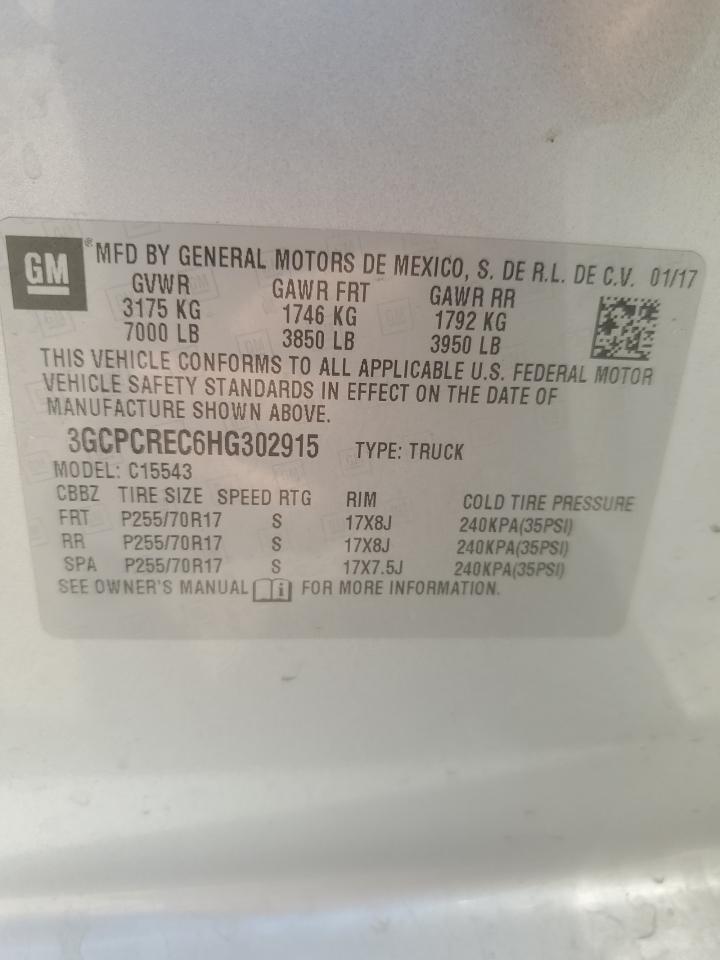 GM
® MFD BY GENERAL MOTORS DE MEXICO, S. DE R.L. DE C.V. 01/17
GVWR GAWR FRT GAWR RR
3175 KG 1746 KG 1792 KG
7000 LB 3850 LB 3950 LB
THIS VEHICLE CONFORMS TO ALL APPLICABLE U.S. FEDERAL MOTOR
VEHICLE SAFETY STANDARDS IN EFFECT ON THE DATE OF
MANUFACTURE SHOWN ABOVE.
3GCPCREC6HG302915 TYPE: TRUCK
MODEL: C15543
CBBZ TIRE SIZE SPEED RTG RIM COLD TIRE PRESSURE
FRT P255/70R17 S 17X8J 240KPA(35PSI)
RR P255/70R17 S 17X8J 240KPA(35PSI)
SPA P255/70R17 S 17X7.5J 240KPA(35PSI)
SEE OWNER'S MANUAL i FOR MORE INFORMATION.